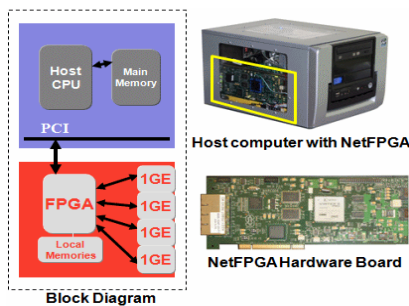 Host
CPU
Main
Memory
PCI
FPGA
Local
Memories
1GE
1GE
1GE
1GE
Block Diagram
Host computer with NetFPGA
NetFPGA Hardware Board